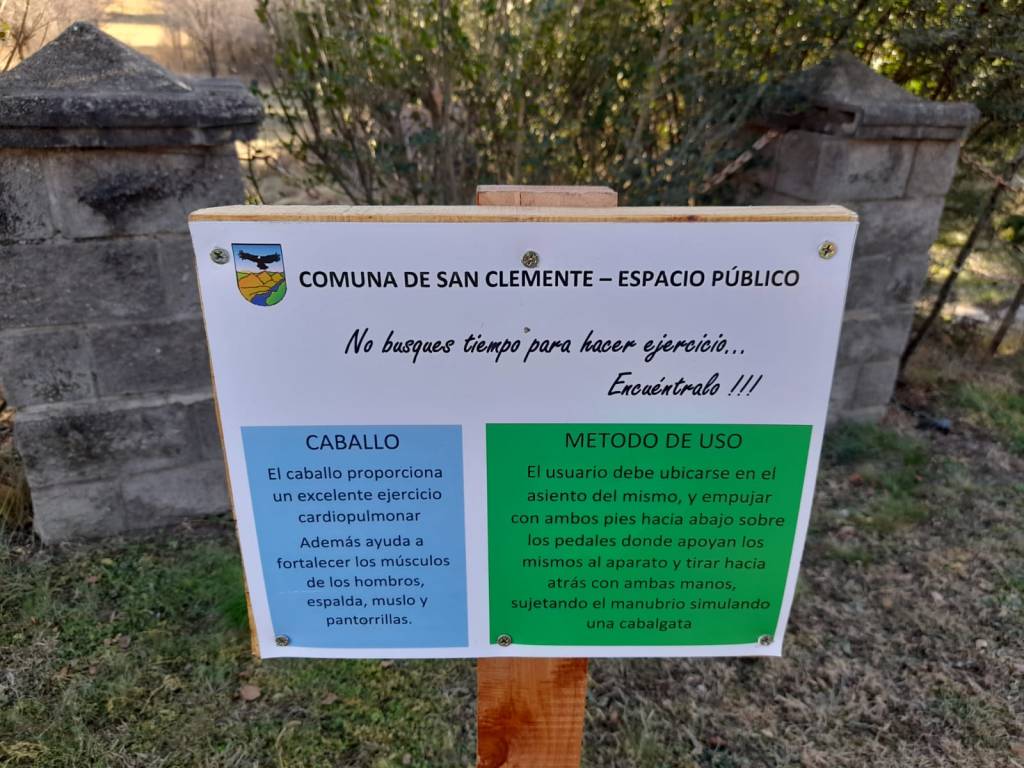 COMUNA DE SAN CLEMENTE – ESPACIO PÚBLICO
No busques tiempo para hacer ejercicio...
Encuéntralo !!!
CABALLO
El caballo proporciona
un excelente ejercicio
cardiopulmonar
Además ayuda a
fortalecer los músculos
de los hombros,
espalda, muslo y
pantorrillas.
METODO DE USO
El usuario debe ubicarse en el
asiento del mismo, y empujar
con ambos pies hacía abajo sobre
los pedales donde apoyan los
mismos al aparato y tirar hacia
atrás con ambas manos,
sujetando el manubrio simulando
una cabalgata